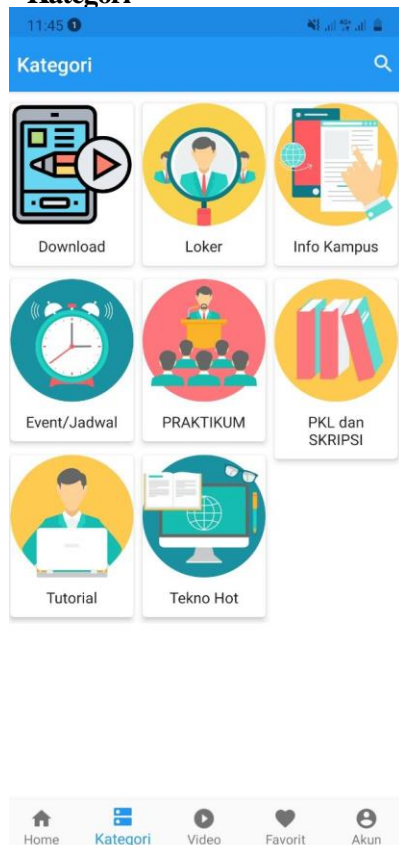 Kategori
11:45 1
Kategori
Download
Loker
Info Kampus
Event/Jadwal
PRAKTIKUM
PKL dan
SKRIPSI
Tutorial
Tekno Hot
Home
Kategori
Video
Favorit
Akun